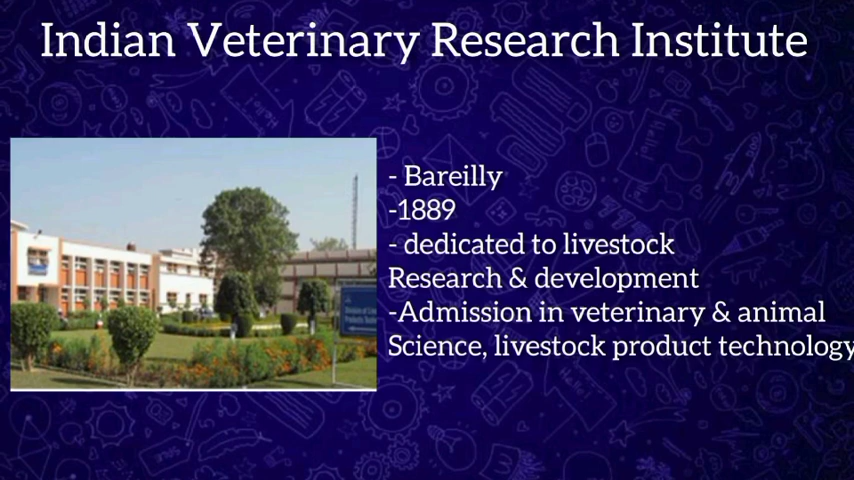 Indian Veterinary Research Institute
- Bareilly
-1889
- dedicated to livestock
Research & development
-Admission in veterinary & animal
Science, livestock product technology